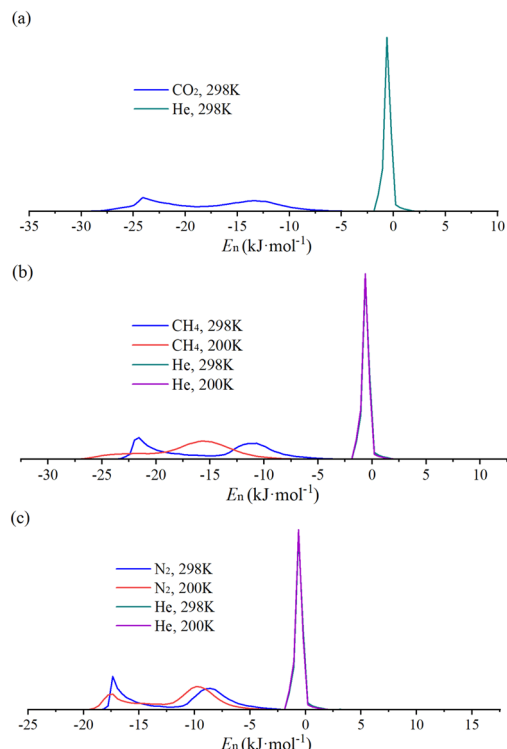 (a)
CO₂, 298K
He, 298K
-35 -30 -25 -20 -15 -10 -5 0 5 10
Eₙ (kJ·mol⁻¹)
(b)
CH₄, 298K
CH₄, 200K
He, 298K
He, 200K
-30 -25 -20 -15 -10 -5 0 5 10
Eₙ (kJ·mol⁻¹)
(c)
N₂, 298K
N₂, 200K
He, 298K
He, 200K
-25 -20 -15 -10 -5 0 5 10 15
Eₙ (kJ·mol⁻¹)